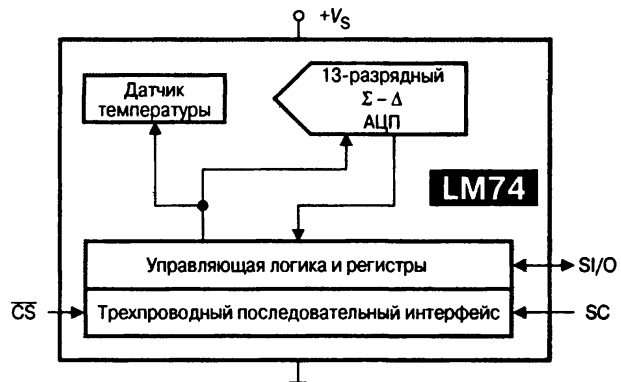 +VS
Датчик
температуры
13-разрядный
Σ – Δ
АЦП
LM74
Управляющая логика и регистры
SI/O
CS
Трехпроводный последовательный интерфейс
SC